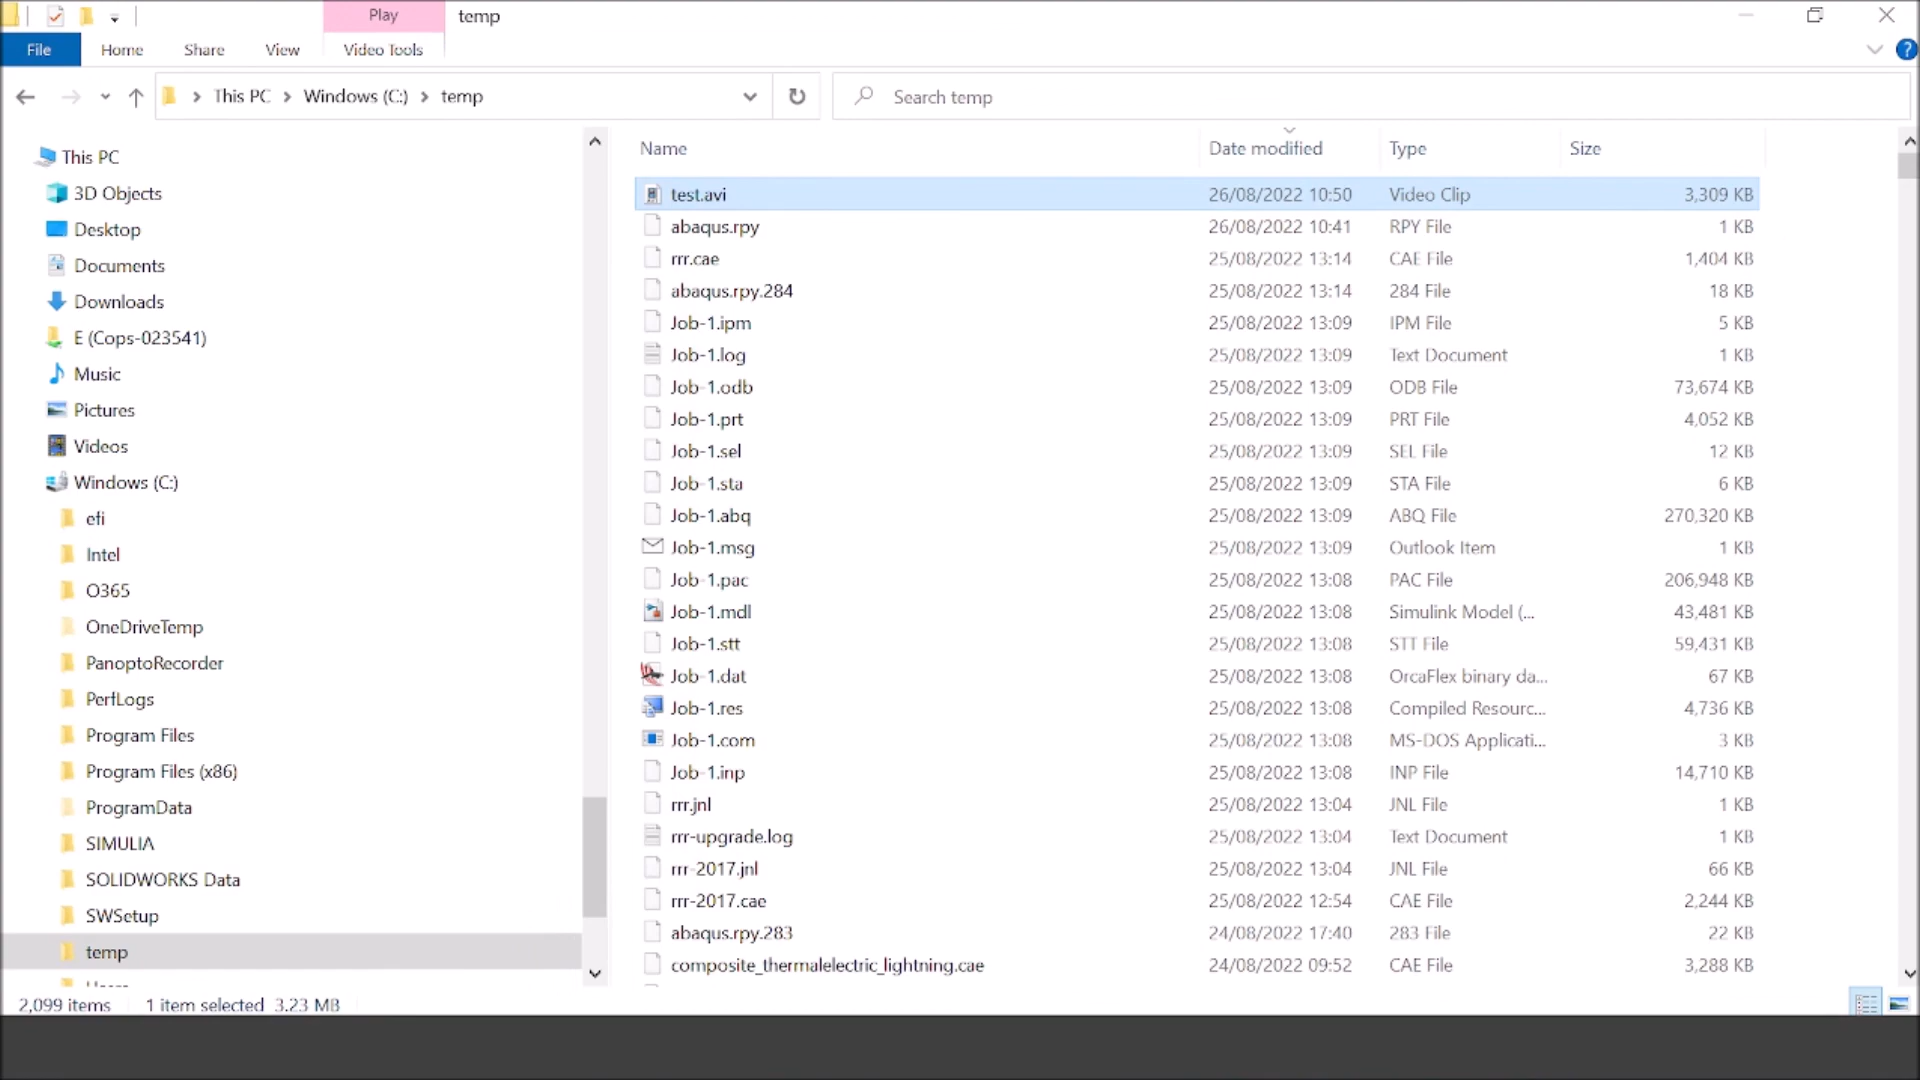 Play temp
File Home Share View Video Tools
This PC Windows (C:) temp Search temp
This PC
3D Objects
Desktop
Documents
Downloads
E (Cops-023541)
Music
Pictures
Videos
Windows (C:)
efi
Intel
O365
OneDriveTemp
PanoptoRecorder
PerfLogs
Program Files
Program Files (x86)
ProgramData
SIMULIA
SOLIDWORKS Data
SWSetup
temp
Name Date modified Type Size
test.avi 26/08/2022 10:50 Video Clip 3,309 KB
abaqus.rpy 26/08/2022 10:41 RPY File 1 KB
rrr.cae 25/08/2022 13:14 CAE File 1,404 KB
abaqus.rpy.284 25/08/2022 13:14 284 File 18 KB
Job-1.ipm 25/08/2022 13:09 IPM File 5 KB
Job-1.log 25/08/2022 13:09 Text Document 1 KB
Job-1.odb 25/08/2022 13:09 ODB File 73,674 KB
Job-1.prt 25/08/2022 13:09 PRT File 4,052 KB
Job-1.sel 25/08/2022 13:09 SEL File 12 KB
Job-1.sta 25/08/2022 13:09 STA File 6 KB
Job-1.abq 25/08/2022 13:09 ABQ File 270,320 KB
Job-1.msg 25/08/2022 13:09 Outlook Item 1 KB
Job-1.pac 25/08/2022 13:08 PAC File 206,948 KB
Job-1.mdl 25/08/2022 13:08 Simulink Model (... 43,481 KB
Job-1.stt 25/08/2022 13:08 STT File 59,431 KB
Job-1.dat 25/08/2022 13:08 OrcaFlex binary da... 67 KB
Job-1.res 25/08/2022 13:08 Compiled Resourc... 4,736 KB
Job-1.com 25/08/2022 13:08 MS-DOS Applicati... 3 KB
Job-1.inp 25/08/2022 13:08 INP File 14,710 KB
rrr.jnl 25/08/2022 13:04 JNL File 1 KB
rrr-upgrade.log 25/08/2022 13:04 Text Document 1 KB
rrr-2017.jnl 25/08/2022 13:04 JNL File 66 KB
rrr-2017.cae 25/08/2022 12:54 CAE File 2,244 KB
abaqus.rpy.283 24/08/2022 17:40 283 File 22 KB
composite_thermalelectric_lightning.cae 24/08/2022 09:52 CAE File 3,288 KB
2,099 items 1 item selected 3.23 MB